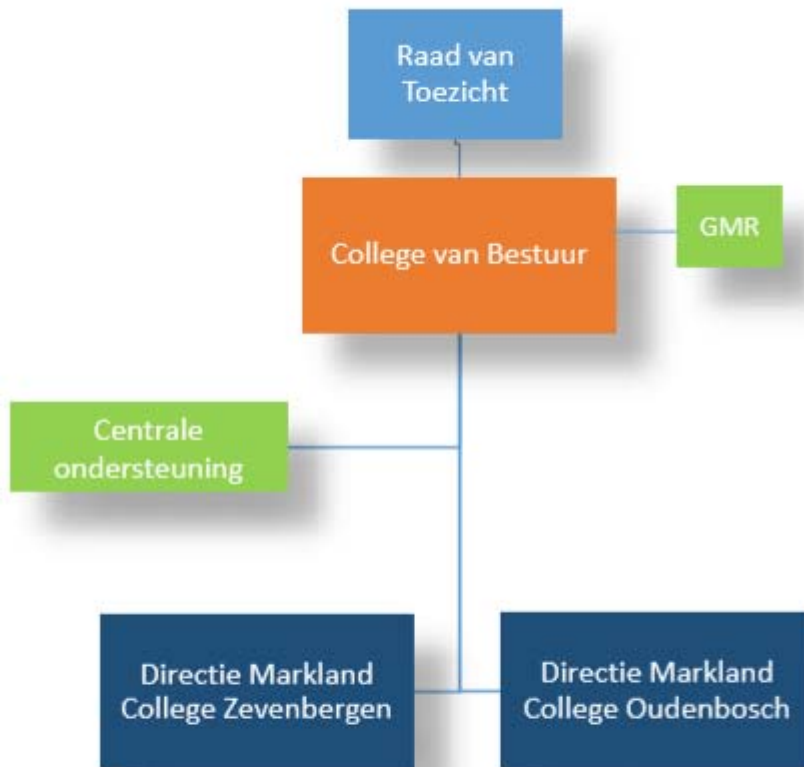 Raad van
Toezicht
College van Bestuur
GMR
Centrale
ondersteuning
Directie Markland
College Zevenbergen
Directie Markland
College Oudenbosch